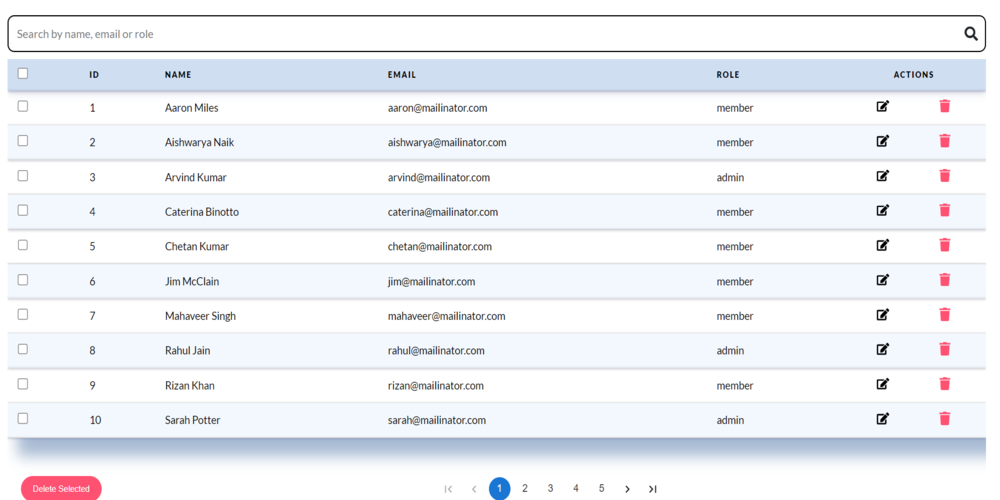 Search by name, email or role
ID NAME EMAIL ROLE ACTIONS
1 Aaron Miles aaron@mailinator.com member
2 Aishwarya Naik aishwarya@mailinator.com member
3 Arvind Kumar arvind@mailinator.com admin
4 Caterina Binotto caterina@mailinator.com member
5 Chetan Kumar chetan@mailinator.com member
6 Jim McClain jim@mailinator.com member
7 Mahaveer Singh mahaveer@mailinator.com member
8 Rahul Jain rahul@mailinator.com admin
9 Rizan Khan rizan@mailinator.com member
10 Sarah Potter sarah@mailinator.com admin
Delete Selected 1 2 3 4 5